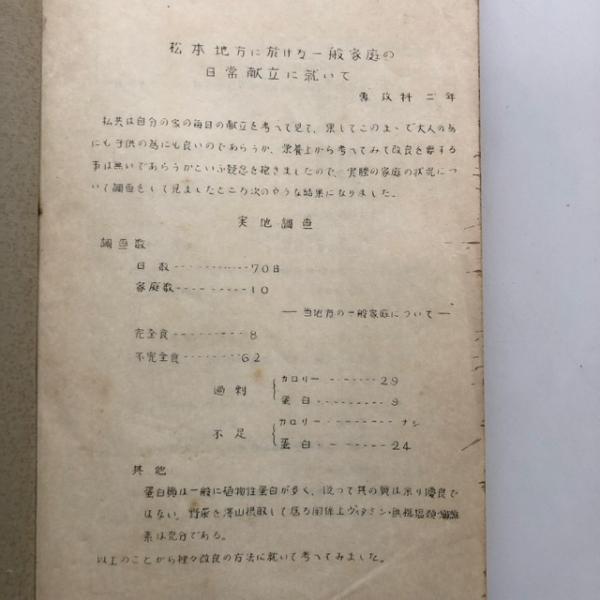 松本地方に於ける一般家庭の
日常献立に就いて
専攻科二年
私共は自分の家の毎日の献立を考へて見て、果してこのまゝで大人の為
にも子供の為にも良いのであらうか、栄養上から考へてみて改良を要する
事は無いであらうかといふ疑念を抱きましたので、実際の家庭の状況につ
いて調査をして見ましたところ次のやうな結果になりました。
実地調査
調査数
日数----------70日
家庭数---------10
―当地方の一般家庭について―
完全食----------8
不完全食--------62
過剰 { カロリー-------29
蛋白----------9
不足 { カロリー---------ナシ
蛋白----------24
其他
蛋白質は一般に植物性蛋白が多く、従って其の質は余り優良で
はない。野菜を澤山摂取して居る関係上ヴィタミン・無機塩類・繊維
素は充分である。
以上のことから種々改良の方法に就いて考へてみました。